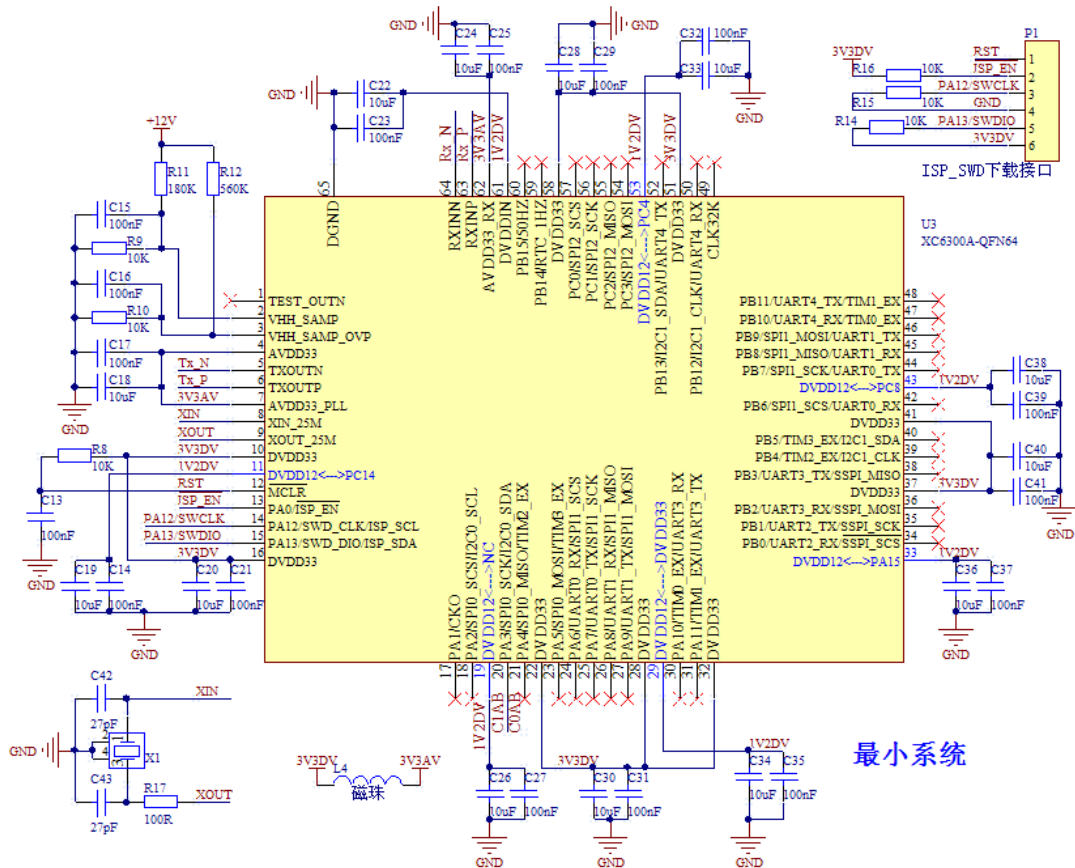 GND
C24
10uF
C25
100nF
GND
C28
10uF
C29
100nF
C32
100nF
C33
10uF
GND
P1
3V3DV
R16
10K
R15
10K
R14
10K
RST
JSP_EN
PA12/SWCLK
GND
PA13/SWDIO
3V3DV
1
2
3
4
5
6
ISP_SWD下载接口
GND
C22
10uF
C23
100nF
Rx_N
Rx_P
3V3AV
1V2DV
1V2DV
3V3DV
+12V
R11
180K
R12
560K
C15
100nF
R9
10K
C16
100nF
R10
10K
C17
100nF
C18
10uF
GND
U3
XC6300A-QFN64
65
DGND
64
RXINN
63
RXINP
62
AVDD33_RX
61
DVDDIN
60
PB15/50HZ
59
PB14/RTC_1HZ
58
DVDD33
57
PC0/SPI2_SCS
56
PC1/SPI2_SCK
55
PC2/SPI2_MISO
54
PC3/SPI2_MOSI
53
DVDD12<--->PC4
52
PB13/I2C1_SDA/UART4_TX
51
DVDD33
50
PB12/I2C1_CLK/UART4_RX
49
CLK32K
1
TEST_OUTN
2
VHH_SAMP
3
VHH_SAMP_OVP
4
AVDD33
Tx_N
5
TXOUTN
Tx_P
6
TXOUTP
3V3AV
7
AVDD33_PLL
XIN
8
XIN_25M
XOUT
9
XOUT_25M
3V3DV
10
DVDD33
1V2DV
11
DVDD12<--->PC14
RST
12
MCLR
JSP_EN
13
PA0/ISP_EN
PA12/SWCLK
14
PA12/SWD_CLK/ISP_SCL
PA13/SWDIO
15
PA13/SWD_DIO/ISP_SDA
3V3DV
16
DVDD33
R8
10K
C13
100nF
GND
C19
10uF
C14
100nF
C20
10uF
C21
100nF
GND
PB11/UART4_TX/TIM1_EX
48
PB10/UART4_RX/TIM0_EX
47
PB9/SPI1_MOSI/UART1_TX
46
PB8/SPI1_MISO/UART1_RX
45
PB7/SPI1_SCK/UART0_TX
44
DVDD12<--->PC8
43
1V2DV
PB6/SPI1_SCS/UART0_RX
42
DVDD33
41
PB5/TIM3_EX/I2C1_SDA
40
PB4/TIM2_EX/I2C1_CLK
39
PB3/UART3_TX/SSPI_MISO
38
DVDD33
37
3V3DV
PB2/UART3_RX/SSPI_MOSI
36
PB1/UART2_TX/SSPI_SCK
35
PB0/UART2_RX/SSPI_SCS
34
DVDD12<--->PA15
33
1V2DV
C38
10uF
C39
100nF
C40
10uF
C41
100nF
GND
C36
10uF
C37
100nF
GND
17
PA1/CKO
18
PA2/SPI0_SCS/I2C0_SCL
19
DVDD12<--->NC
20
PA3/SPI0_SCK/I2C0_SDA
21
PA4/SPI0_MISO/TIM2_EX
22
DVDD33
23
PA5/SPI0_MOSI/TIM3_EX
24
PA6/UART0_RX/SPI1_SCS
25
PA7/UART0_TX/SPI1_SCK
26
PA8/UART1_RX/SPI1_MISO
27
PA9/UART1_TX/SPI1_MOSI
28
DVDD33
29
DVDD12<--->DVDD33
30
PA10/TIM0_EX/UART3_RX
31
PA11/TIM1_EX/UART3_TX
32
DVDD33
1V2DV
C1AB
C0AB
C42
27pF
XIN
GND
2
4
1
3
X1
C43
27pF
R17
100R
XOUT
3V3DV
L4
3V3AV
磁珠
C26
10uF
C27
100nF
GND
3V3DV
C30
10uF
C31
100nF
GND
1V2DV
C34
10uF
C35
100nF
GND
最小系统